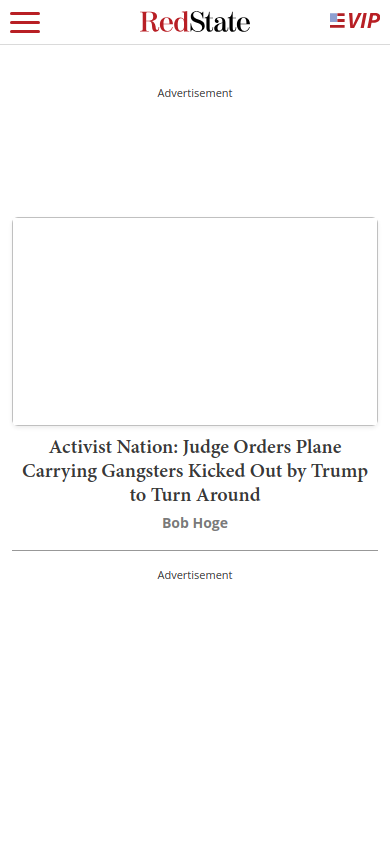 RedState
VIP
Advertisement
Activist Nation: Judge Orders Plane
Carrying Gangsters Kicked Out by Trump
to Turn Around
Bob Hoge
Advertisement